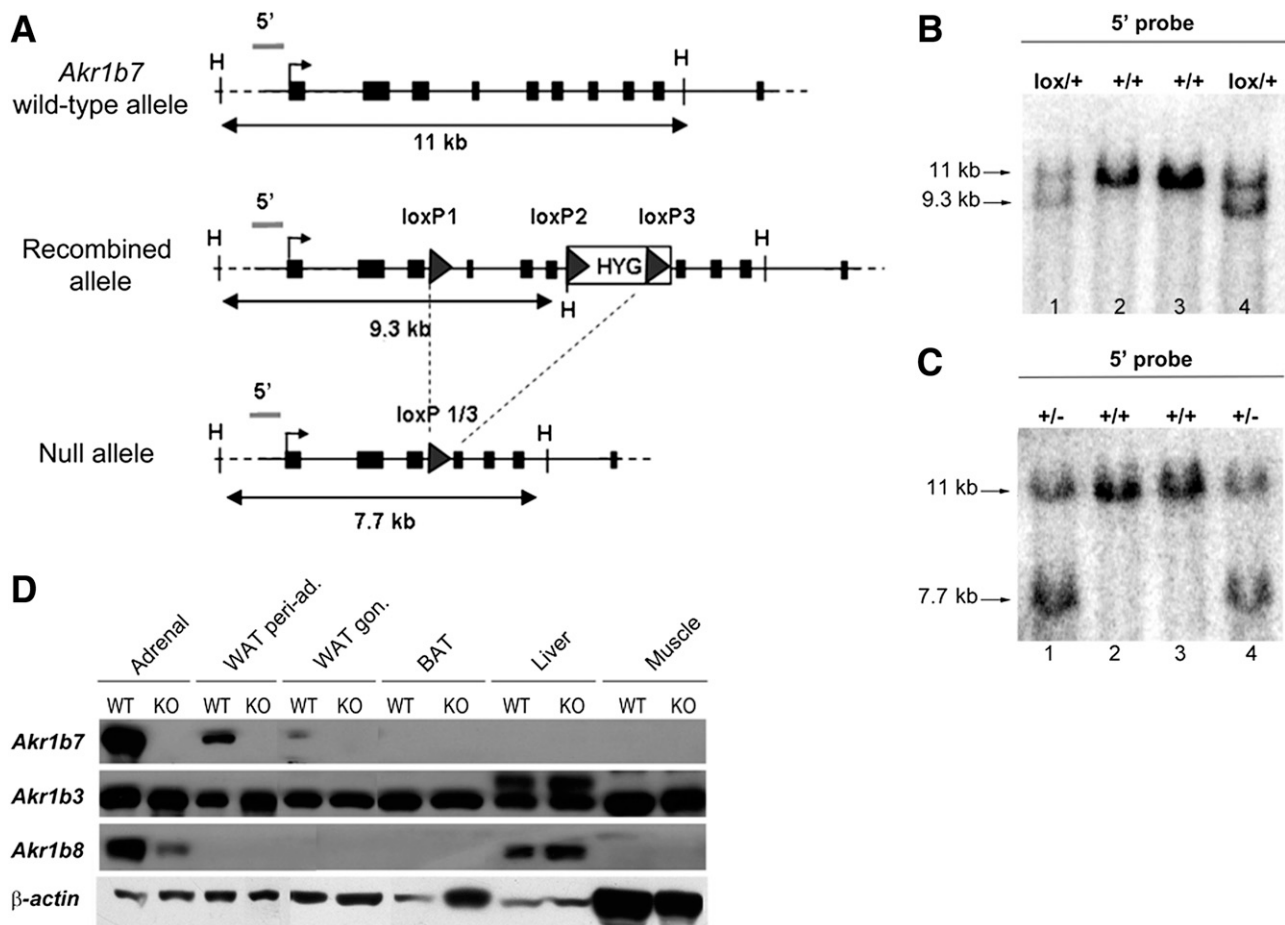 A
5'
H
H
Akr1b7
wild-type allele
11 kb
5'
loxP1
loxP2
loxP3
H
H
Recombined
allele
HYG
H
9.3 kb
5'
loxP 1/3
H
H
Null allele
7.7 kb
B
5' probe
lox/+ +/+ +/+ lox/+
11 kb
9.3 kb
1 2 3 4
C
5' probe
+/- +/+ +/+ +/-
11 kb
7.7 kb
1 2 3 4
D
Adrenal WAT peri-ad. WAT gon. BAT Liver Muscle
WT KO WT KO WT KO WT KO WT KO WT KO
Akr1b7
Akr1b3
Akr1b8
β-actin